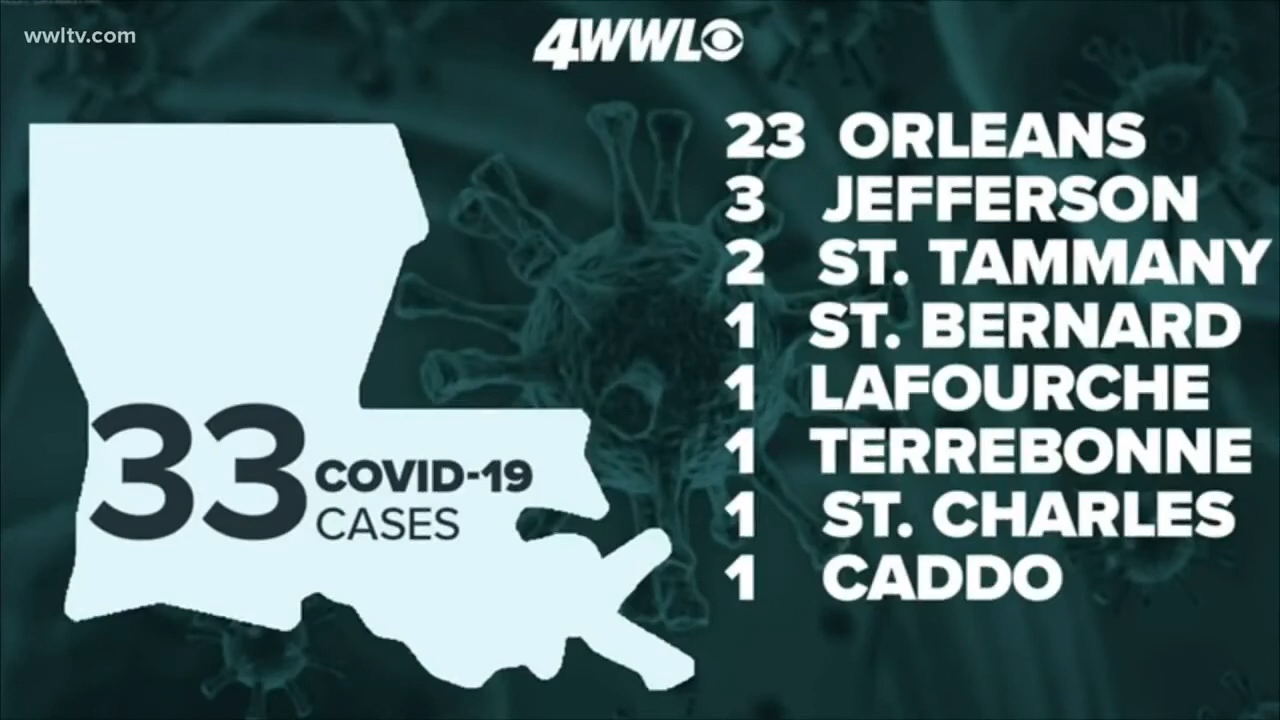 wwltv.com
4WWL
23 ORLEANS
3 JEFFERSON
2 ST. TAMMANY
1 ST. BERNARD
1 LAFOURCHE
1 TERREBONNE
1 ST. CHARLES
1 CADDO
33 COVID-19
CASES